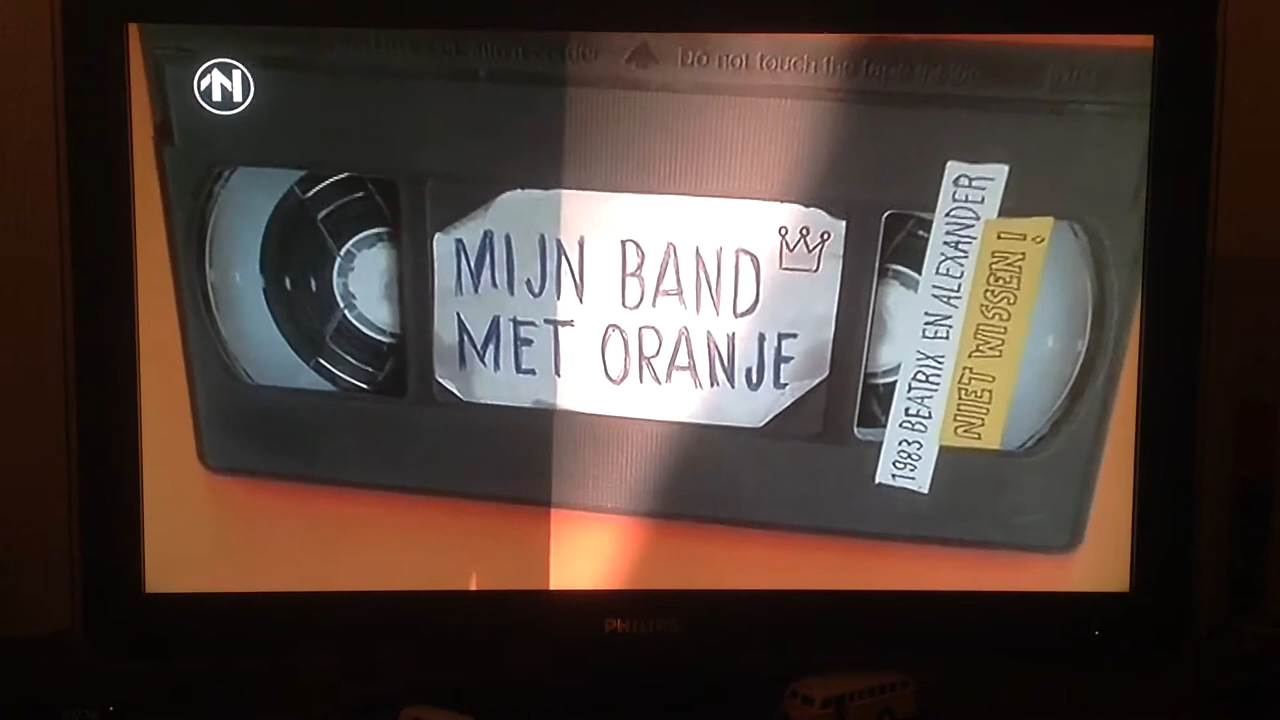 Do not touch the tape inside
MIJN BAND
MET ORANJE
1983 BEATRIX EN ALEXANDER
NIET WISSEN!
PHILIPS